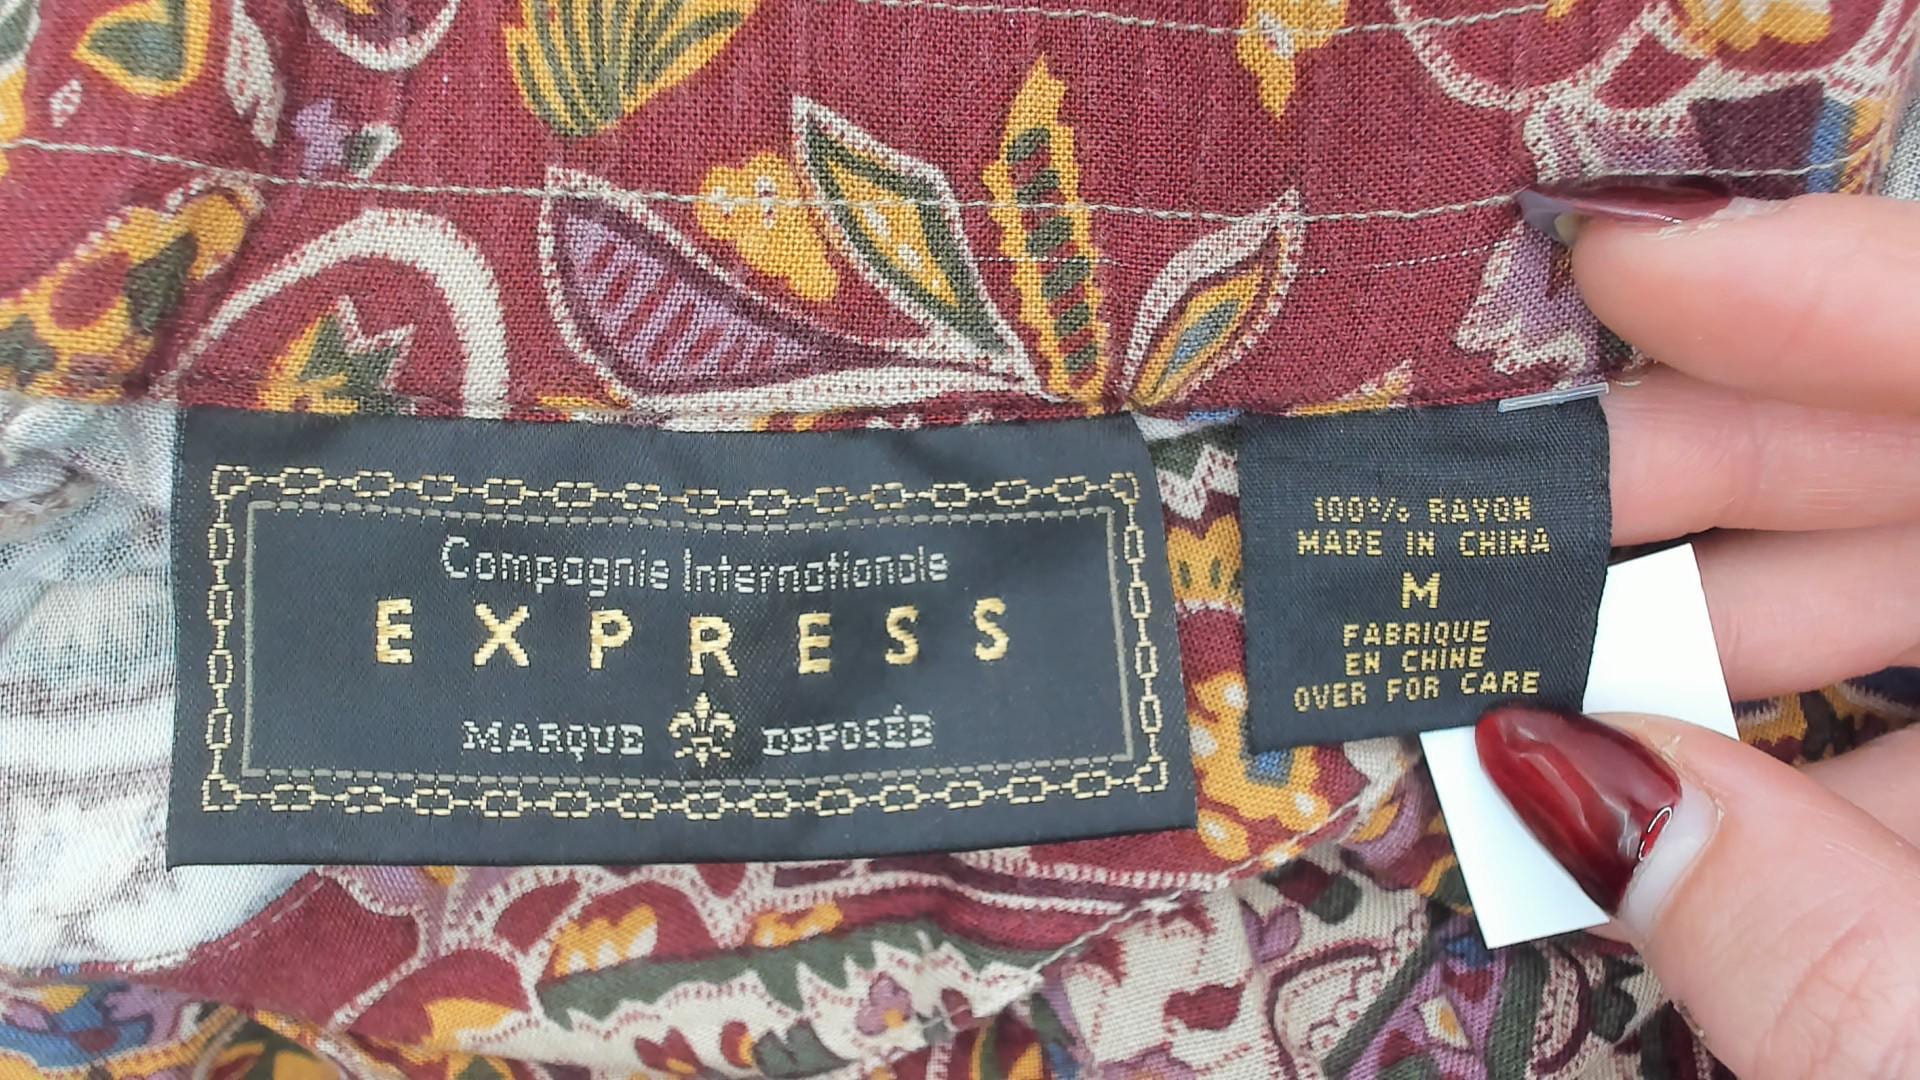 Compagnie Internationale
EXPRESS
MARQUE DEPOSÉE
100% RAYON
MADE IN CHINA
M
FABRIQUE
EN CHINE
OVER FOR CARE